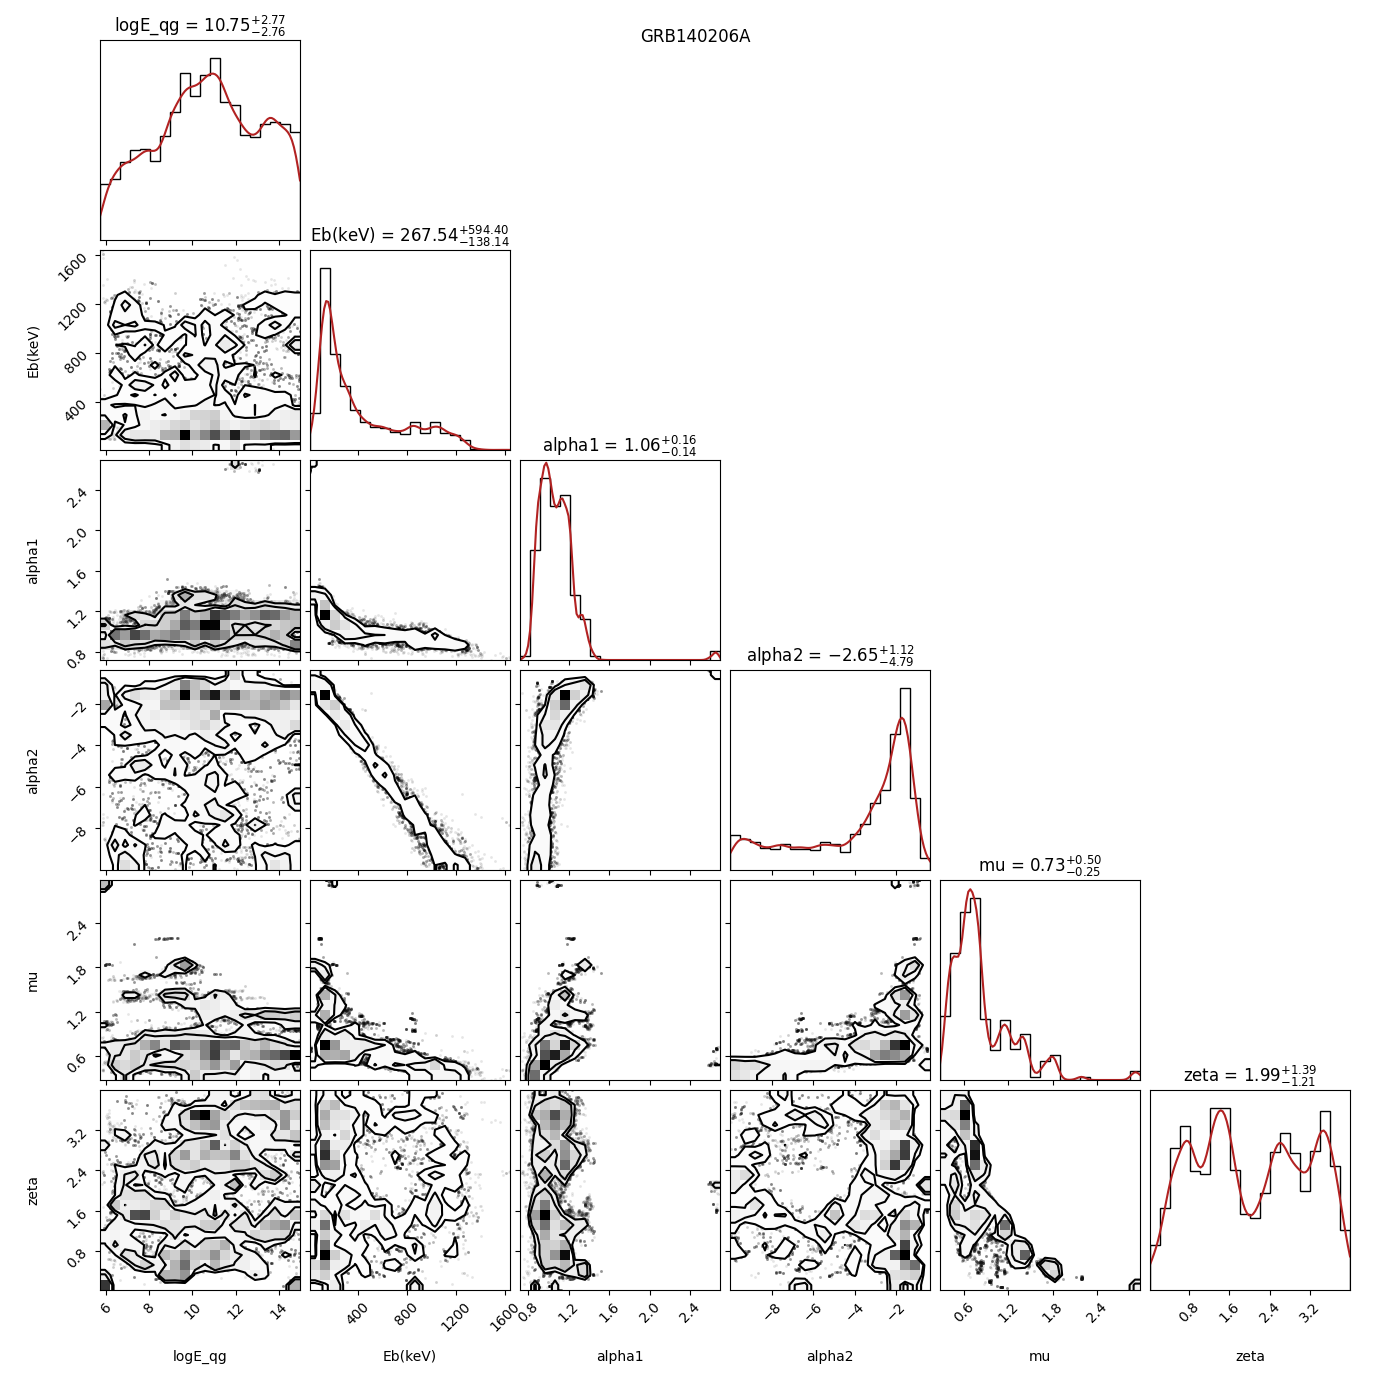 GRB140206A
logE_qg = 10.75 +2.77 −2.76
Eb(keV) = 267.54 +594.40 −138.14
1600
1200
800
400
Eb(keV)
alpha1 = 1.06 +0.16 −0.14
2.4
2.0
1.6
1.2
0.8
alpha1
alpha2 = −2.65 +1.12 −4.79
−2
−4
−6
−8
alpha2
mu = 0.73 +0.50 −0.25
2.4
1.8
1.2
0.6
mu
zeta = 1.99 +1.39 −1.21
3.2
2.4
1.6
0.8
zeta
6 8 10 12 14
400 800 1200 1600
0.8 1.2 1.6 2.0 2.4
−8 −6 −4 −2
0.6 1.2 1.8 2.4
0.8 1.6 2.4 3.2
logE_qg
Eb(keV)
alpha1
alpha2
mu
zeta